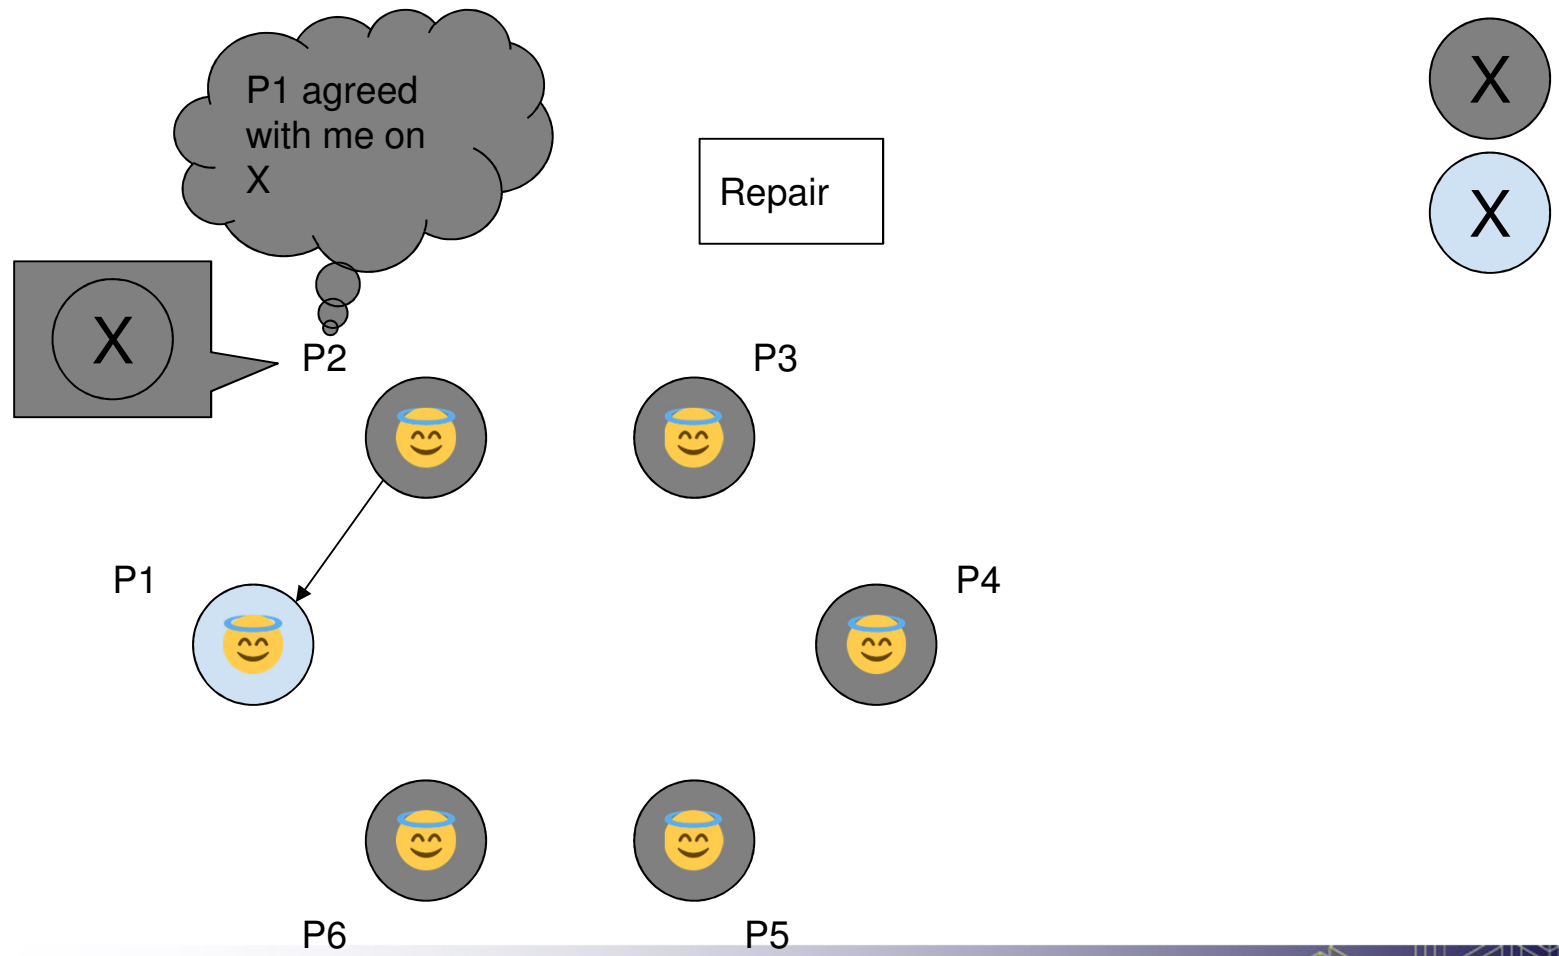 P1 agreed
with me on
X
Repair
X
X
X
P2
P3
P1
P4
P6
P5